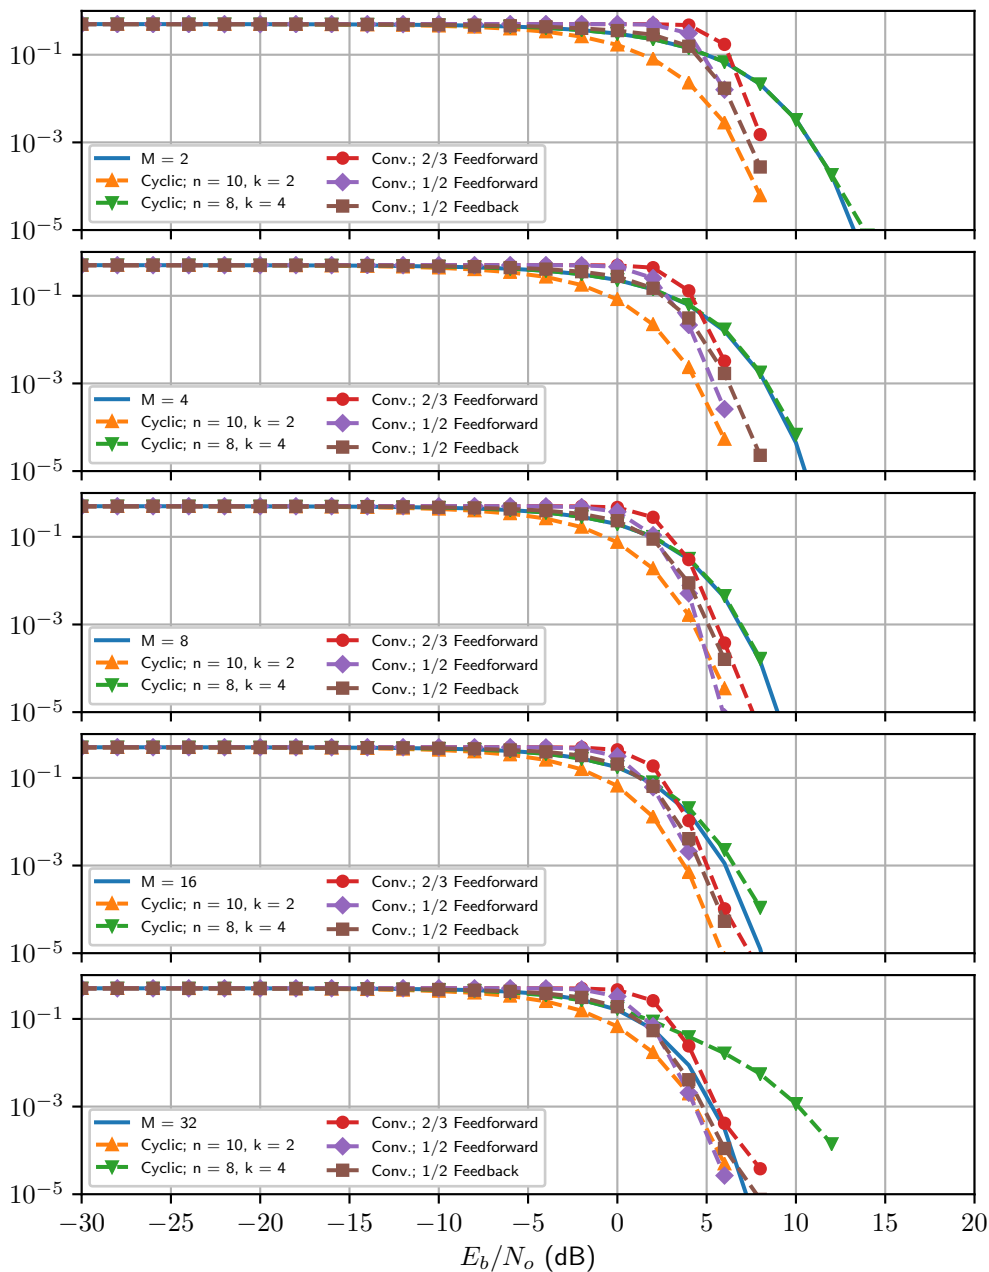 10⁻¹
10⁻³
10⁻⁵
M = 2
Cyclic; n = 10, k = 2
Cyclic; n = 8, k = 4
Conv.; 2/3 Feedforward
Conv.; 1/2 Feedforward
Conv.; 1/2 Feedback
10⁻¹
10⁻³
10⁻⁵
M = 4
Cyclic; n = 10, k = 2
Cyclic; n = 8, k = 4
Conv.; 2/3 Feedforward
Conv.; 1/2 Feedforward
Conv.; 1/2 Feedback
10⁻¹
10⁻³
10⁻⁵
M = 8
Cyclic; n = 10, k = 2
Cyclic; n = 8, k = 4
Conv.; 2/3 Feedforward
Conv.; 1/2 Feedforward
Conv.; 1/2 Feedback
10⁻¹
10⁻³
10⁻⁵
M = 16
Cyclic; n = 10, k = 2
Cyclic; n = 8, k = 4
Conv.; 2/3 Feedforward
Conv.; 1/2 Feedforward
Conv.; 1/2 Feedback
10⁻¹
10⁻³
10⁻⁵
M = 32
Cyclic; n = 10, k = 2
Cyclic; n = 8, k = 4
Conv.; 2/3 Feedforward
Conv.; 1/2 Feedforward
Conv.; 1/2 Feedback
−30 −25 −20 −15 −10 −5 0 5 10 15 20
E_b/N_o (dB)